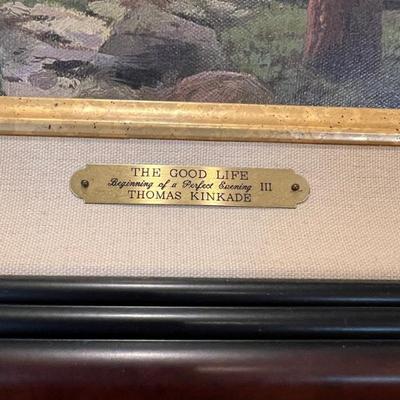 THE GOOD LIFE
Beginning of a Perfect Evening III
THOMAS KINKADE